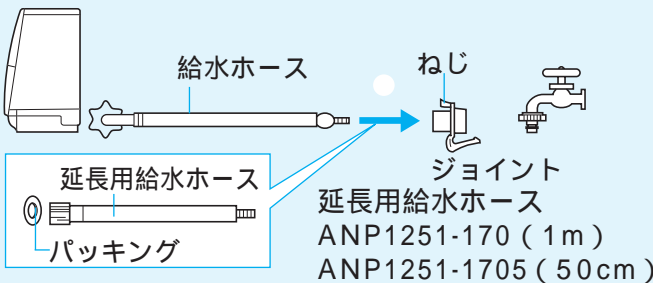 給水ホース
ねじ
ジョイント
延長用給水ホース
パッキング
延長用給水ホース
ANP1251-170(1m)
ANP1251-1705(50cm)